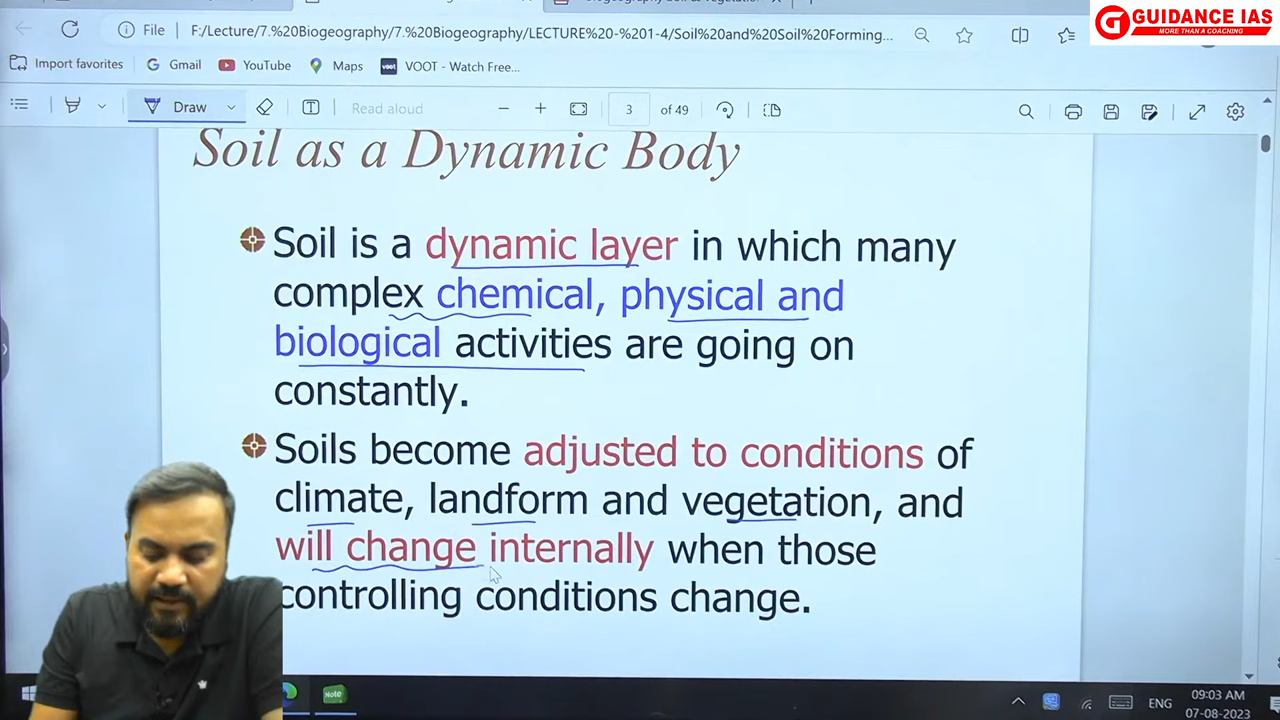 GUIDANCE IAS
MORE THAN A COACHING
File F:/Lecture/7.%20Biogeography/7.%20Biogeography/LECTURE%20-%201-4/Soil%20and%20Soil%20Forming...
Import favorites Gmail YouTube Maps VOOT - Watch Free...
Draw Read aloud 3 of 49
Soil as a Dynamic Body
Soil is a dynamic layer in which many
complex chemical, physical and
biological activities are going on
constantly.
Soils become adjusted to conditions of
climate, landform and vegetation, and
will change internally when those
controlling conditions change.
Note
ENG
09:03 AM
07-08-2023